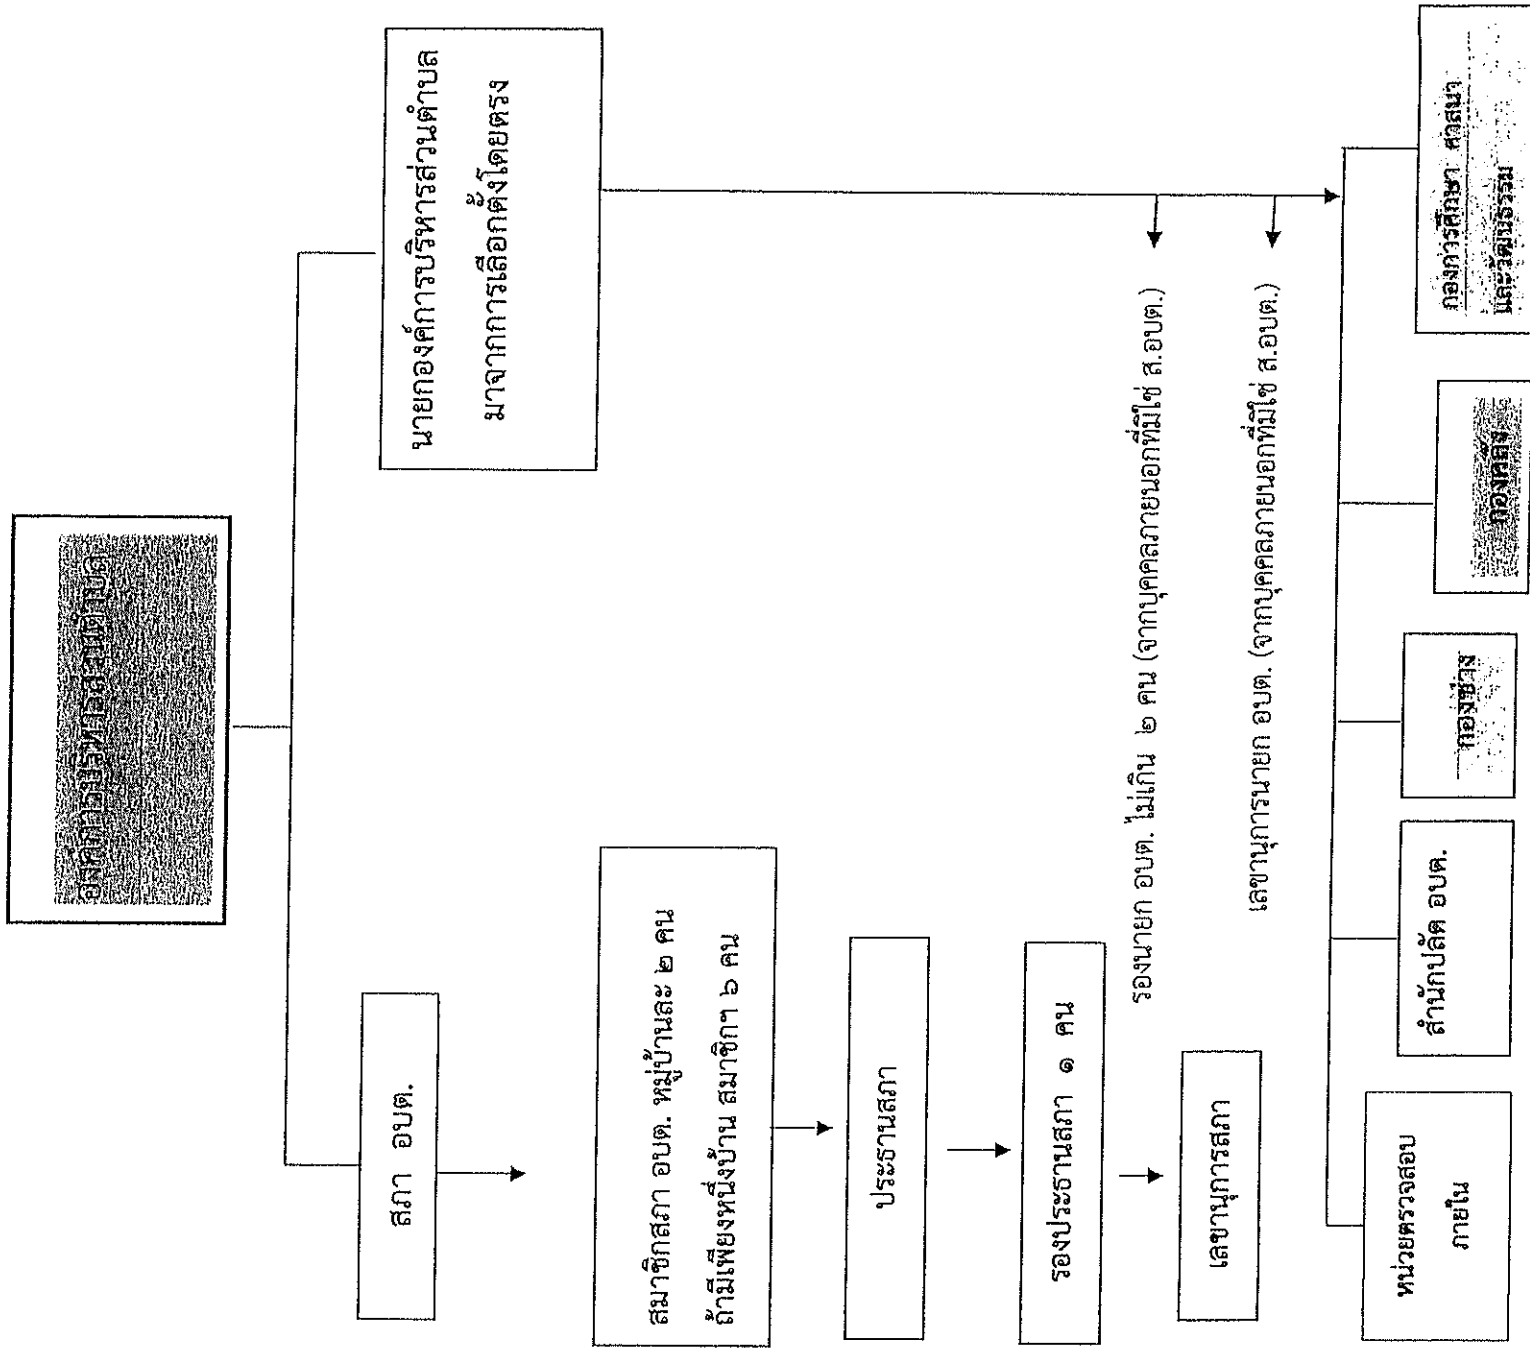 องค์การบริหารส่วนตำบล
สภา อบต.
นายกองค์การบริหารส่วนตำบล
มาจากการเลือกตั้งโดยตรง
สมาชิกสภา อบต. หมู่บ้านละ ๒ คน
ถ้ามีเพียงหนึ่งบ้าน สมาชิกฯ ๖ คน
ประธานสภา
รองประธานสภา ๑ คน
เลขานุการสภา
รองนายก อบต. ไม่เกิน ๒ คน (จากบุคคลภายนอกที่มิใช่ ส.อบต.)
เลขานุการนายก อบต. (จากบุคคลภายนอกที่มิใช่ ส.อบต.)
หน่วยตรวจสอบ
ภายใน
สำนักปลัด อบต.
กองช่าง
กองคลัง
กองการศึกษา ศาสนา
และวัฒนธรรม